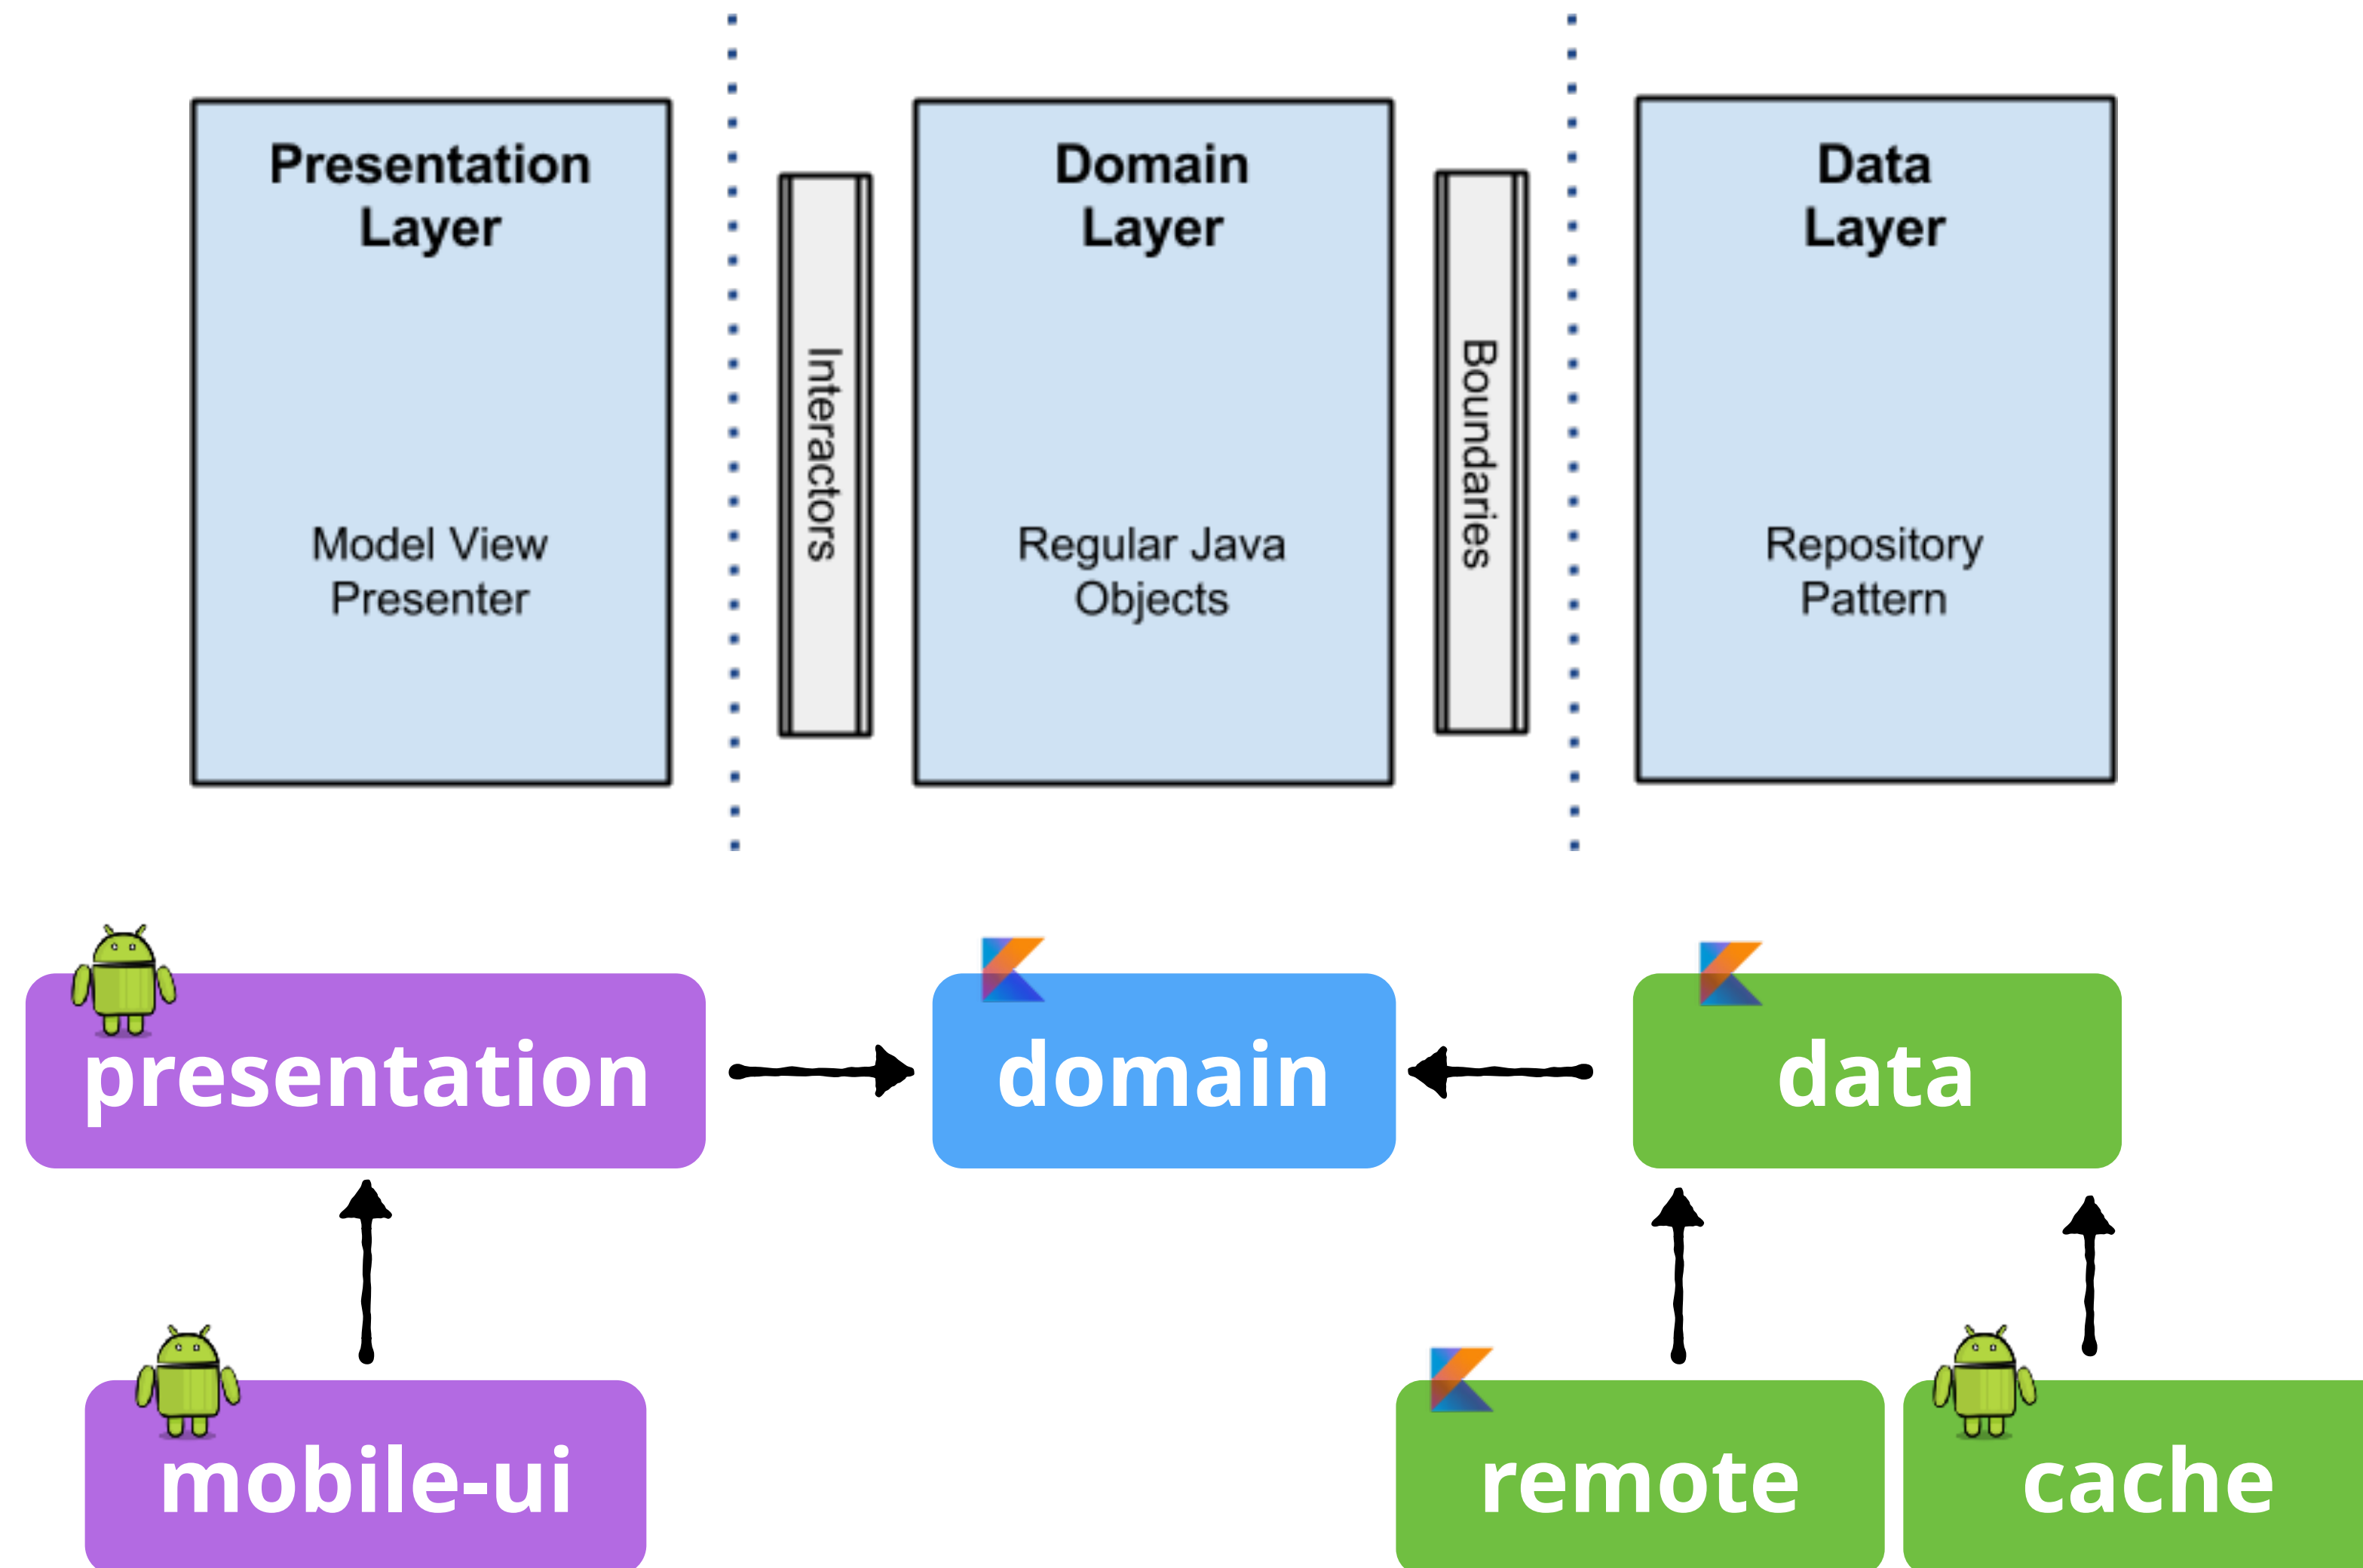 Presentation
Layer
Model View
Presenter
Interactors
Domain
Layer
Regular Java
Objects
Boundaries
Data
Layer
Repository
Pattern
presentation
domain
data
mobile-ui
remote
cache